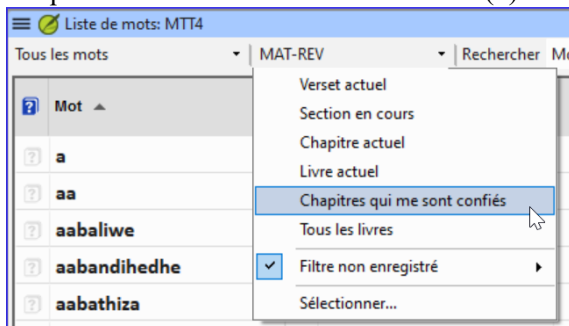 Liste de mots: MTT4
Tous les mots MAT-REV Rechercher
Mot
Verset actuel
Section en cours
Chapitre actuel
Livre actuel
Chapitres qui me sont confiés
Tous les livres
Filtre non enregistré
Sélectionner...
a
aa
aabaliwe
aabandihedhe
aabathiza